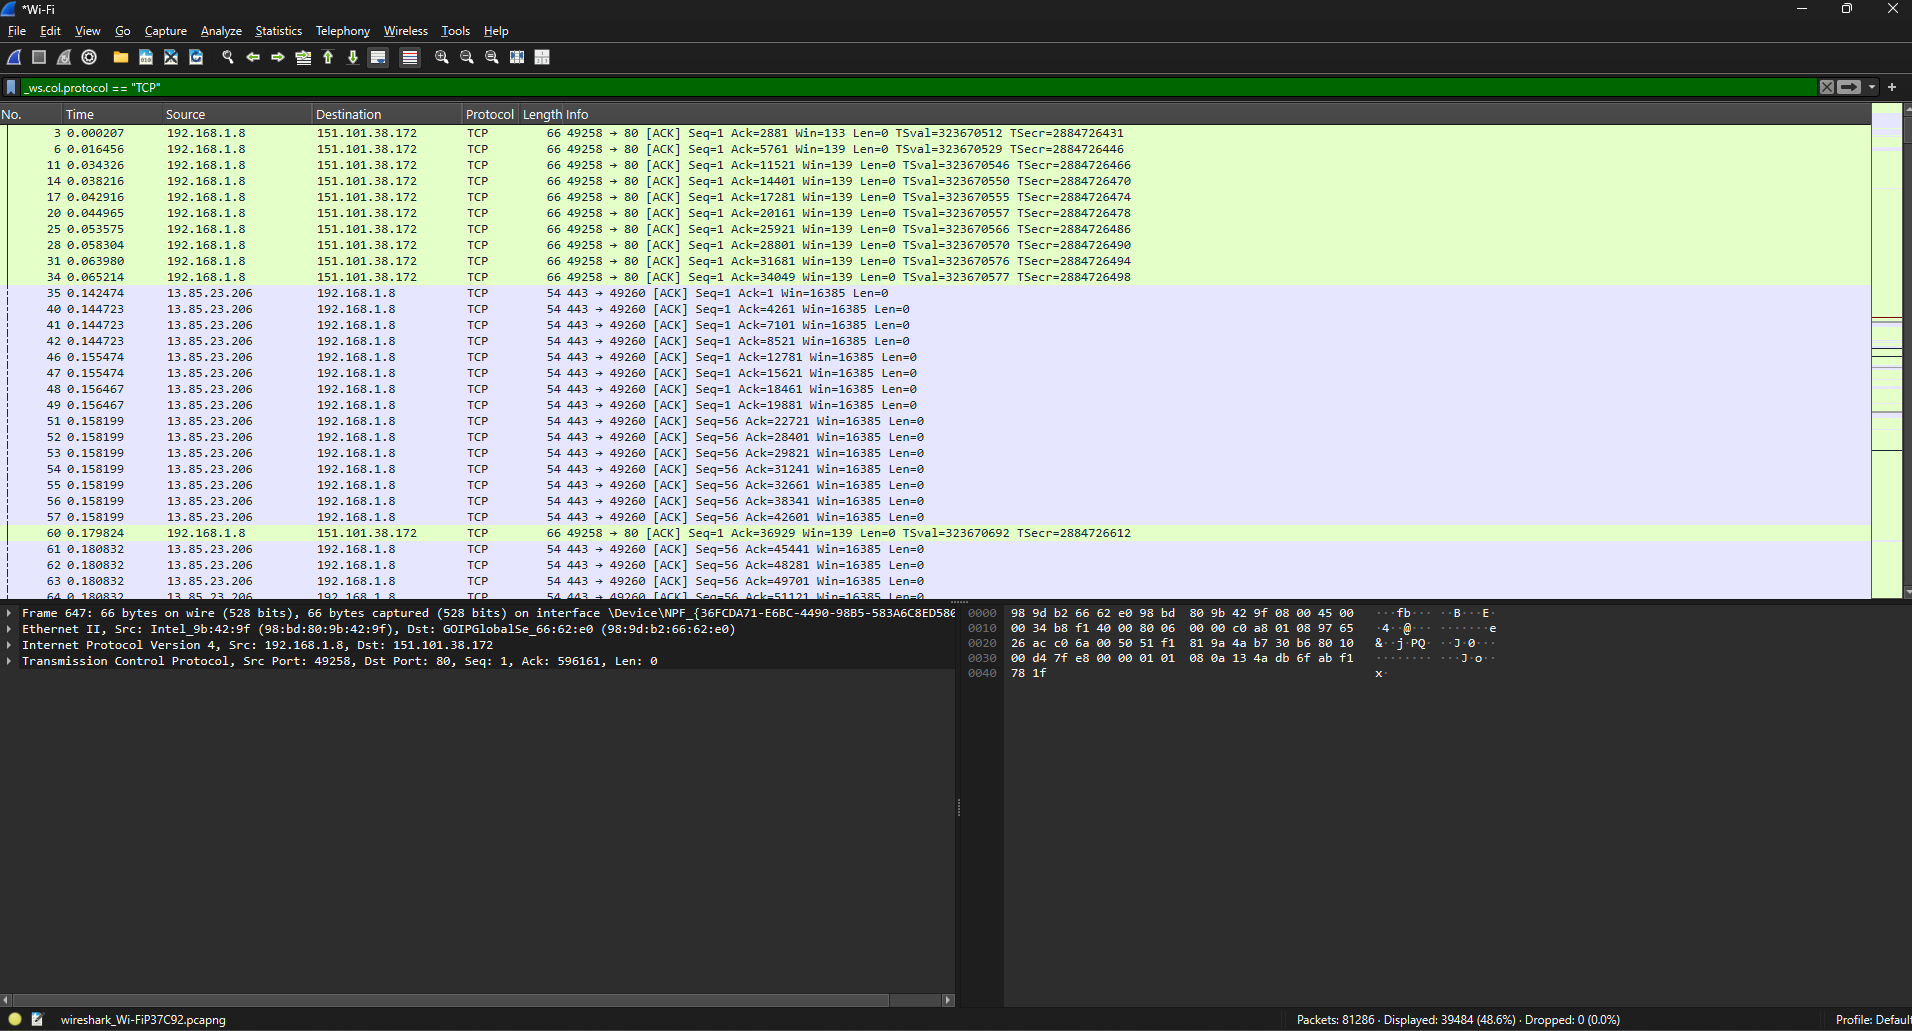 *Wi-Fi
File Edit View Go Capture Analyze Statistics Telephony Wireless Tools Help
_ws.col.protocol == "TCP"
No. Time Source Destination Protocol Length Info
3 0.000207 192.168.1.8 151.101.38.172 TCP 66 49258 → 80 [ACK] Seq=1 Ack=2881 Win=133 Len=0 TSval=323670512 TSecr=2884726431
6 0.016456 192.168.1.8 151.101.38.172 TCP 66 49258 → 80 [ACK] Seq=1 Ack=5761 Win=139 Len=0 TSval=323670529 TSecr=2884726446
11 0.034326 192.168.1.8 151.101.38.172 TCP 66 49258 → 80 [ACK] Seq=1 Ack=11521 Win=139 Len=0 TSval=323670546 TSecr=2884726466
14 0.038216 192.168.1.8 151.101.38.172 TCP 66 49258 → 80 [ACK] Seq=1 Ack=14401 Win=139 Len=0 TSval=323670550 TSecr=2884726470
17 0.042916 192.168.1.8 151.101.38.172 TCP 66 49258 → 80 [ACK] Seq=1 Ack=17281 Win=139 Len=0 TSval=323670555 TSecr=2884726474
20 0.044965 192.168.1.8 151.101.38.172 TCP 66 49258 → 80 [ACK] Seq=1 Ack=20161 Win=139 Len=0 TSval=323670557 TSecr=2884726478
25 0.053575 192.168.1.8 151.101.38.172 TCP 66 49258 → 80 [ACK] Seq=1 Ack=25921 Win=139 Len=0 TSval=323670566 TSecr=2884726486
28 0.058304 192.168.1.8 151.101.38.172 TCP 66 49258 → 80 [ACK] Seq=1 Ack=28801 Win=139 Len=0 TSval=323670570 TSecr=2884726490
31 0.063980 192.168.1.8 151.101.38.172 TCP 66 49258 → 80 [ACK] Seq=1 Ack=31681 Win=139 Len=0 TSval=323670576 TSecr=2884726494
34 0.065214 192.168.1.8 151.101.38.172 TCP 66 49258 → 80 [ACK] Seq=1 Ack=34049 Win=139 Len=0 TSval=323670577 TSecr=2884726498
35 0.142474 13.85.23.206 192.168.1.8 TCP 54 443 → 49260 [ACK] Seq=1 Ack=1 Win=16385 Len=0
40 0.144723 13.85.23.206 192.168.1.8 TCP 54 443 → 49260 [ACK] Seq=1 Ack=4261 Win=16385 Len=0
41 0.144723 13.85.23.206 192.168.1.8 TCP 54 443 → 49260 [ACK] Seq=1 Ack=7101 Win=16385 Len=0
42 0.144723 13.85.23.206 192.168.1.8 TCP 54 443 → 49260 [ACK] Seq=1 Ack=8521 Win=16385 Len=0
46 0.155474 13.85.23.206 192.168.1.8 TCP 54 443 → 49260 [ACK] Seq=1 Ack=12781 Win=16385 Len=0
47 0.155474 13.85.23.206 192.168.1.8 TCP 54 443 → 49260 [ACK] Seq=1 Ack=15621 Win=16385 Len=0
48 0.156467 13.85.23.206 192.168.1.8 TCP 54 443 → 49260 [ACK] Seq=1 Ack=18461 Win=16385 Len=0
49 0.156467 13.85.23.206 192.168.1.8 TCP 54 443 → 49260 [ACK] Seq=1 Ack=19881 Win=16385 Len=0
51 0.158199 13.85.23.206 192.168.1.8 TCP 54 443 → 49260 [ACK] Seq=56 Ack=22721 Win=16385 Len=0
52 0.158199 13.85.23.206 192.168.1.8 TCP 54 443 → 49260 [ACK] Seq=56 Ack=28401 Win=16385 Len=0
53 0.158199 13.85.23.206 192.168.1.8 TCP 54 443 → 49260 [ACK] Seq=56 Ack=29821 Win=16385 Len=0
54 0.158199 13.85.23.206 192.168.1.8 TCP 54 443 → 49260 [ACK] Seq=56 Ack=31241 Win=16385 Len=0
55 0.158199 13.85.23.206 192.168.1.8 TCP 54 443 → 49260 [ACK] Seq=56 Ack=32661 Win=16385 Len=0
56 0.158199 13.85.23.206 192.168.1.8 TCP 54 443 → 49260 [ACK] Seq=56 Ack=38341 Win=16385 Len=0
57 0.158199 13.85.23.206 192.168.1.8 TCP 54 443 → 49260 [ACK] Seq=56 Ack=42601 Win=16385 Len=0
60 0.179824 192.168.1.8 151.101.38.172 TCP 66 49258 → 80 [ACK] Seq=1 Ack=36929 Win=139 Len=0 TSval=323670692 TSecr=2884726612
61 0.180832 13.85.23.206 192.168.1.8 TCP 54 443 → 49260 [ACK] Seq=56 Ack=45441 Win=16385 Len=0
62 0.180832 13.85.23.206 192.168.1.8 TCP 54 443 → 49260 [ACK] Seq=56 Ack=48281 Win=16385 Len=0
63 0.180832 13.85.23.206 192.168.1.8 TCP 54 443 → 49260 [ACK] Seq=56 Ack=49701 Win=16385 Len=0
64 0.180832 13.85.23.206 192.168.1.8 TCP 54 443 → 49260 [ACK] Seq=56 Ack=51121 Win=16385 Len=0
Frame 647: 66 bytes on wire (528 bits), 66 bytes captured (528 bits) on interface \Device\NPF_{36FCDA71-E6BC-4490-98B5-583A6C8ED580
Ethernet II, Src: Intel_9b:42:9f (98:bd:80:9b:42:9f), Dst: GOIPGlobalSe_66:62:e0 (98:9d:b2:66:62:e0)
Internet Protocol Version 4, Src: 192.168.1.8, Dst: 151.101.38.172
Transmission Control Protocol, Src Port: 49258, Dst Port: 80, Seq: 1, Ack: 596161, Len: 0
0000 98 9d b2 66 62 e0 98 bd 80 9b 42 9f 08 00 45 00 ···fb··· ··B···E·
0010 00 34 b8 f1 40 00 80 06 00 00 c0 a8 01 08 97 65 ·4··@··· ·······e
0020 26 ac c0 6a 00 50 51 f1 81 9a 4a b7 30 b6 80 10 &··j·PQ· ··J·0···
0030 00 d4 7f e8 00 00 01 01 08 0a 13 4a db 6f ab f1 ········ ···J·o··
0040 78 1f x·
wireshark_Wi-FiP37C92.pcapng
Packets: 81286 · Displayed: 39484 (48.6%) · Dropped: 0 (0.0%)
Profile: Defaul